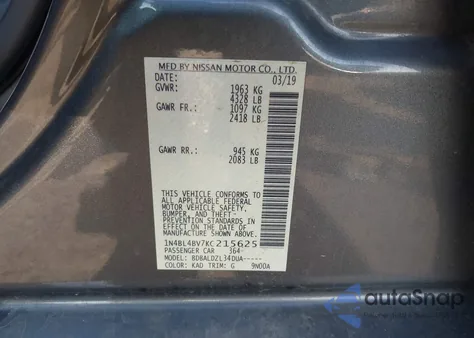 MFD BY NISSAN MOTOR CO., LTD.
DATE: 03/19
GVWR: 1963 KG
4328 LB
GAWR FR.: 1097 KG
2418 LB
GAWR RR.: 945 KG
2083 LB
THIS VEHICLE CONFORMS TO
ALL APPLICABLE FEDERAL
MOTOR VEHICLE SAFETY,
BUMPER, AND THEFT
PREVENTION STANDARDS IN
EFFECT ON THE DATE OF
MANUFACTURE SHOWN ABOVE.
1N4BL4BV7KC215625
PASSENGER CAR 364
MODEL: BDBALDZL34DUA-----
COLOR: KAD TRIM: G 9NODA
autoSnap